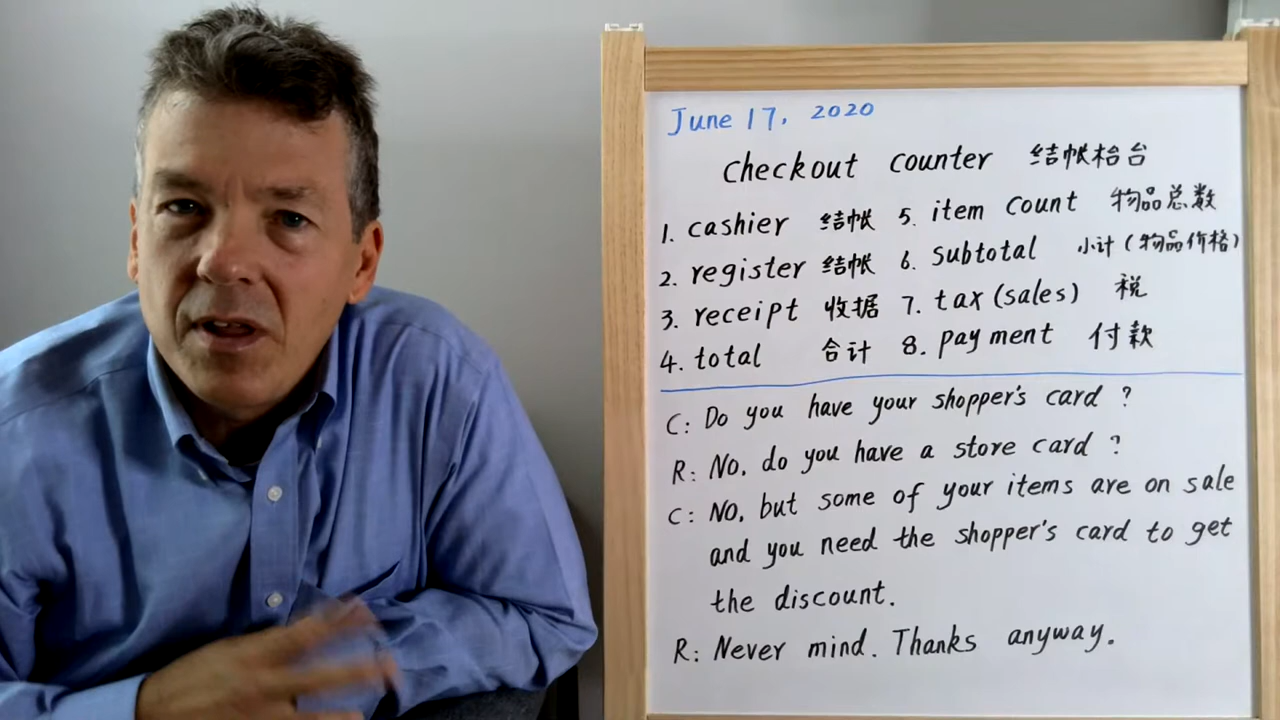 June 17, 2020
checkout counter 结帐枱台
1. cashier 结帐 5. item count 物品总数
2. register 结帐 6. subtotal 小计(物品价格)
3. receipt 收据 7. tax (sales) 税
4. total 合计 8. payment 付款
C: Do you have your shopper's card ?
R: No, do you have a store card ?
C: No, but some of your items are on sale
and you need the shopper's card to get
the discount.
R: Never mind. Thanks anyway.